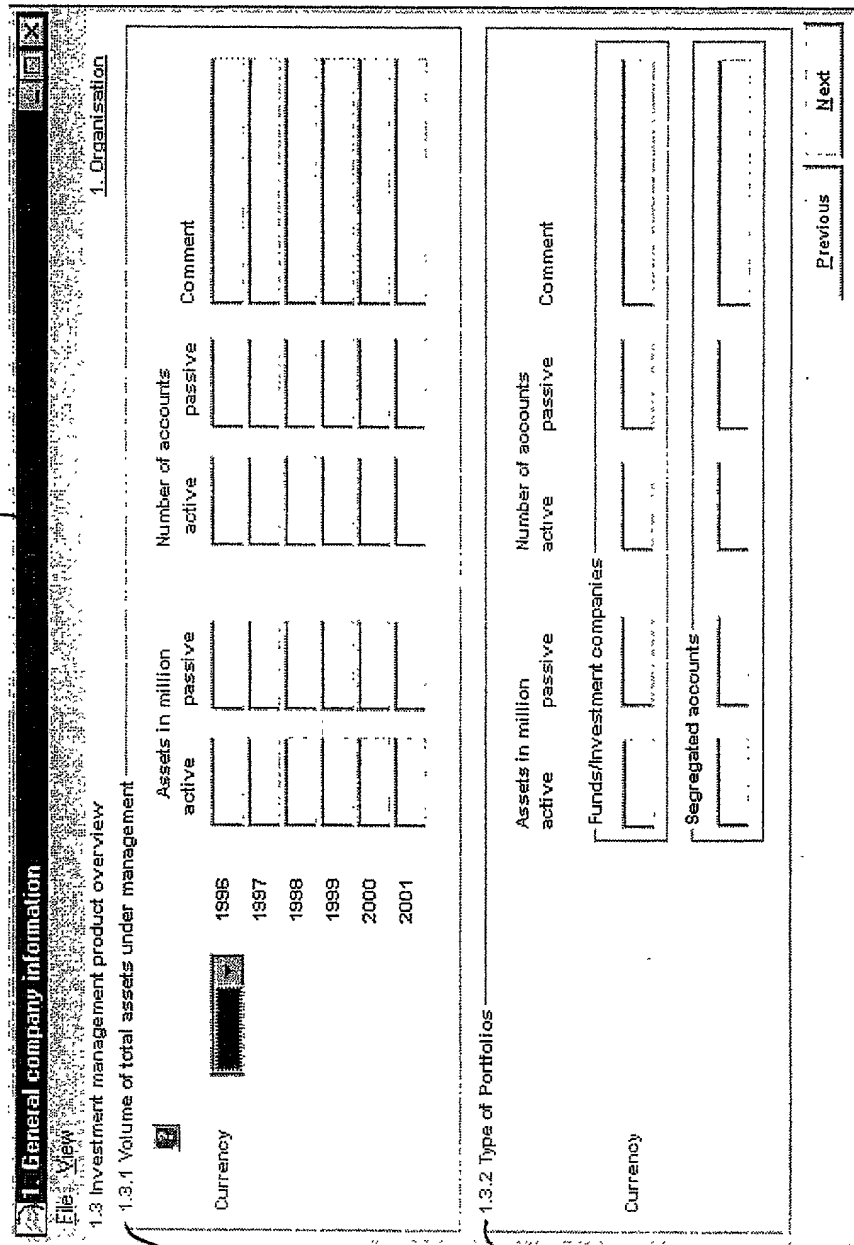 1. General company information
File View
1.3 Investment management product overview
1. Organisation
1.3.1 Volume of total assets under management
Assets in million
Number of accounts
active passive active passive Comment
Currency
1996
1997
1998
1999
2000
2001
1.3.2 Type of Portfolios
Assets in million
Number of accounts
active passive active passive Comment
Currency
Funds/Investment companies
Segregated accounts
Previous Next